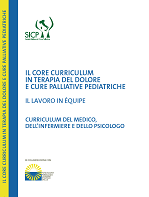 SICP
IL CORE CURRICULUM
IN TERAPIA DEL DOLORE
E CURE PALLIATIVE PEDIATRICHE
IL LAVORO IN ÉQUIPE
CURRICULUM DEL MEDICO,
DELL'INFERMIERE E DELLO PSICOLOGO
IL CORE CURRICULUM IN TERAPIA DEL DOLORE E CURE PALLIATIVE PEDIATRICHE